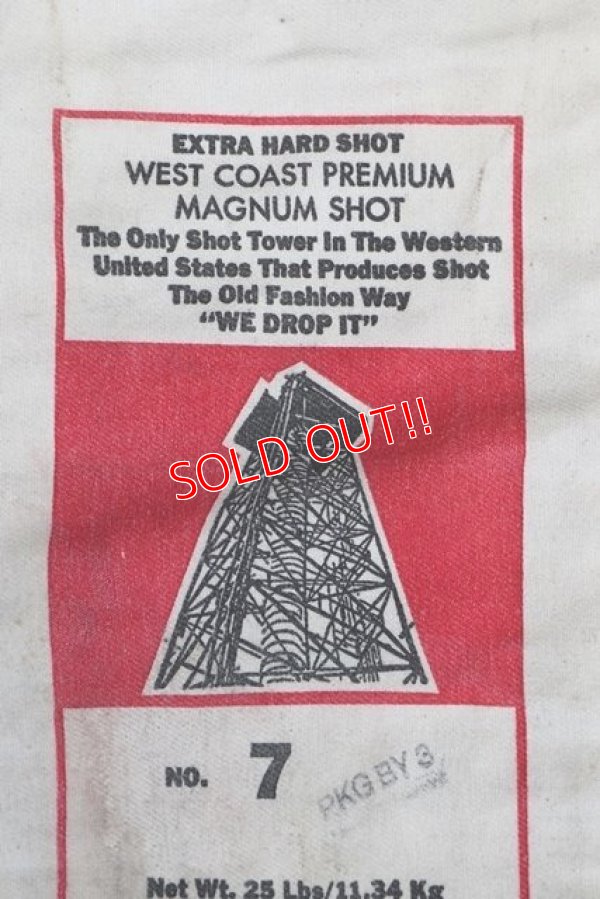 EXTRA HARD SHOT
WEST COAST PREMIUM
MAGNUM SHOT
The Only Shot Tower In The Western
United States That Produces Shot
The Old Fashion Way
“WE DROP IT”
SOLD OUT!!
NO. 7
PKG BY 3
Net Wt. 25 Lbs/11.34 Kg